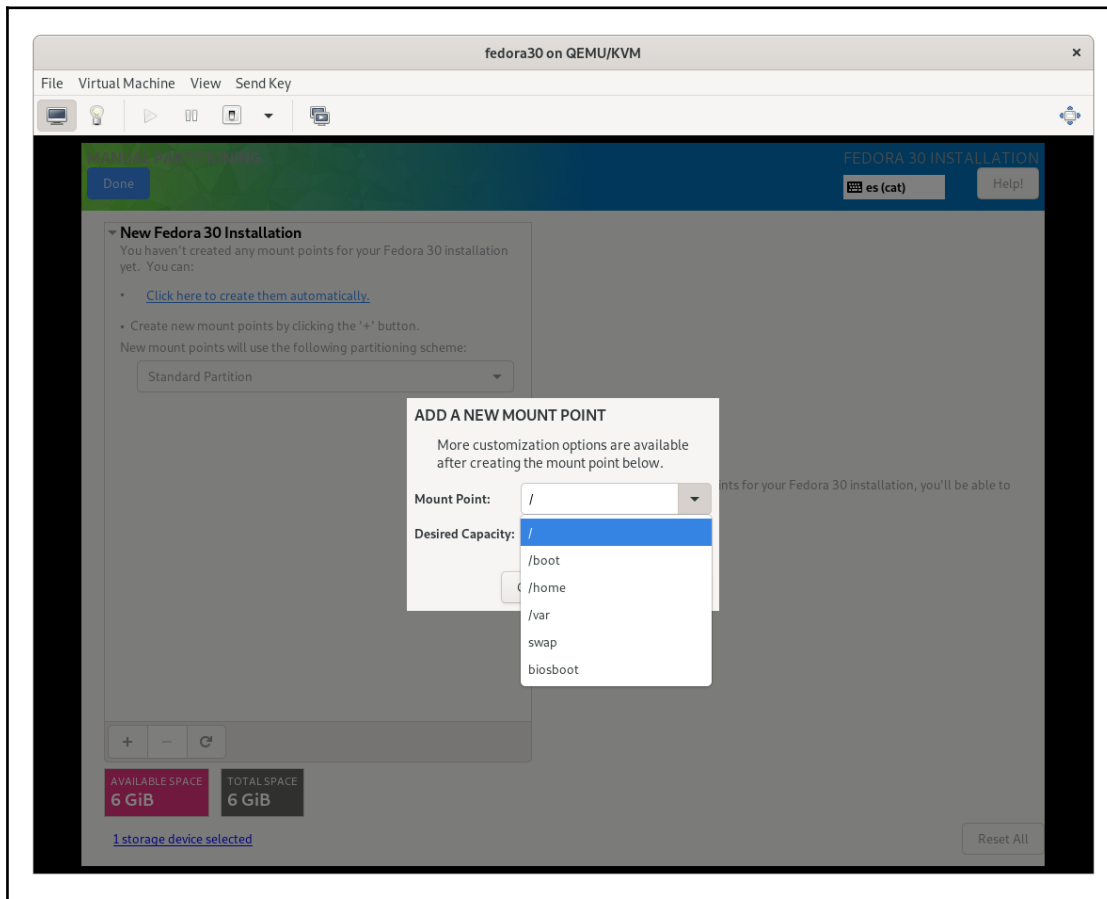 fedora30 on QEMU/KVM
File Virtual Machine View Send Key
MANUAL PARTITIONING
FEDORA 30 INSTALLATION
Done
es (cat)
Help!
New Fedora 30 Installation
You haven't created any mount points for your Fedora 30 installation
yet. You can:
• Click here to create them automatically.
• Create new mount points by clicking the '+' button.
New mount points will use the following partitioning scheme:
Standard Partition
ADD A NEW MOUNT POINT
More customization options are available
after creating the mount point below.
Mount Point: /
for your Fedora 30 installation, you'll be able to
Desired Capacity:
/
/boot
/home
/var
swap
biosboot
+ −
AVAILABLE SPACE
6 GiB
TOTAL SPACE
6 GiB
1 storage device selected
Reset All